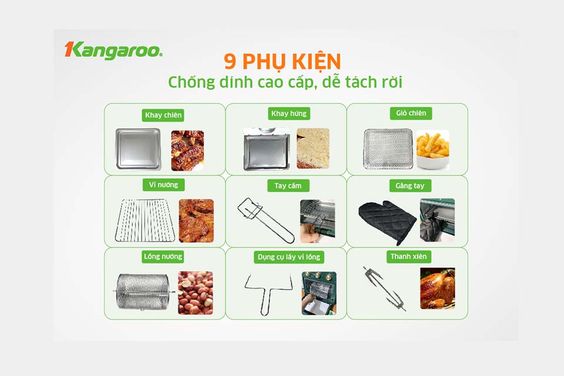 Kangaroo
9 PHỤ KIỆN
Chống dính cao cấp, dễ tách rời
Khay chiên
Khay hứng
Giỏ chiên
Vỉ nướng
Tay cầm
Găng tay
Lồng nướng
Dụng cụ lấy vỉ lồng
Thanh xiên